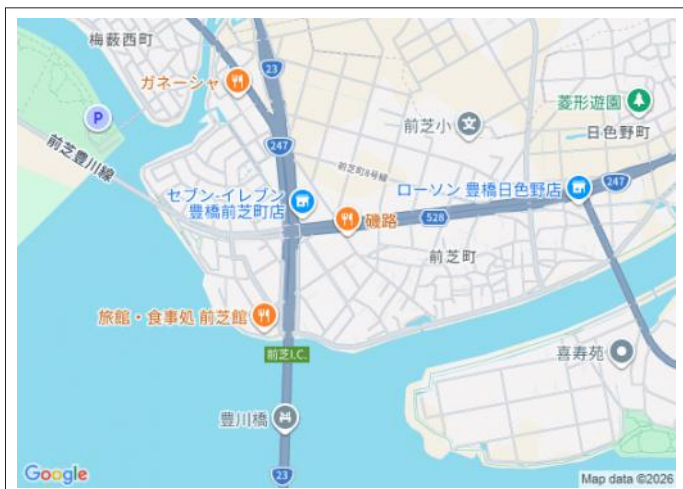 梅薮西町
23
ガネーシャ
菱形遊園
P
前芝小
日色野町
247
前芝豊川線
前芝町8号線
セブン-イレブン
豊橋前芝町店
ローソン 豊橋日色野店
247
磯路
528
前芝町
旅館・食事処 前芝館
前芝I.C.
喜寿苑
豊川橋
Google
23
Map data ©2026